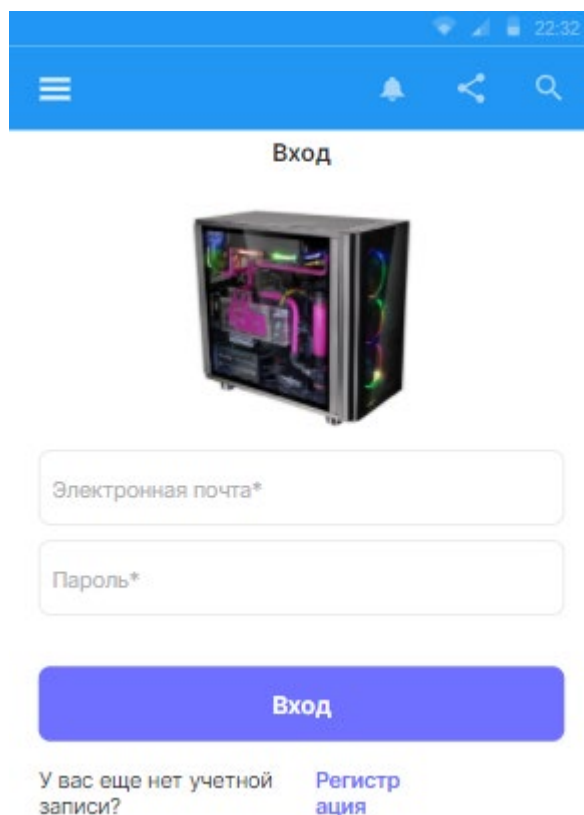 22:32
Вход
Электронная почта*
Пароль*
Вход
У вас еще нет учетной
записи?
Регистр
ация